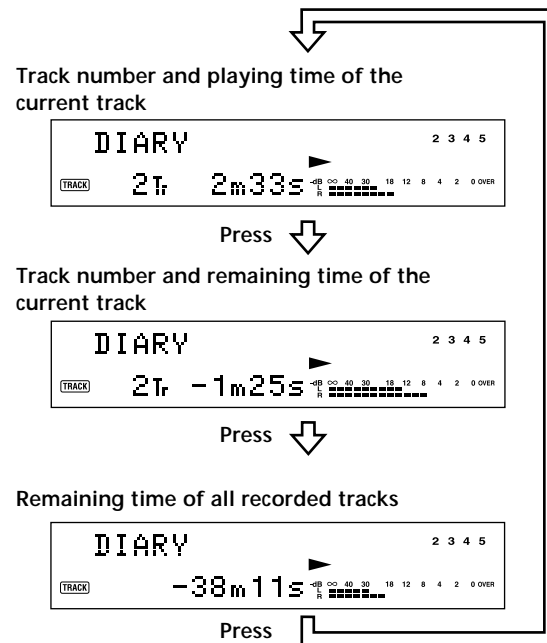 Track number and playing time of the
current track
DIARY 2 3 4 5
TRACK 2Tr 2m33s -dB L R ∞ 40 30 18 12 8 4 2 0 OVER
Press
Track number and remaining time of the
current track
DIARY 2 3 4 5
TRACK 2Tr -1m25s -dB L R ∞ 40 30 18 12 8 4 2 0 OVER
Press
Remaining time of all recorded tracks
DIARY 2 3 4 5
TRACK -38m11s -dB L R ∞ 40 30 18 12 8 4 2 0 OVER
Press